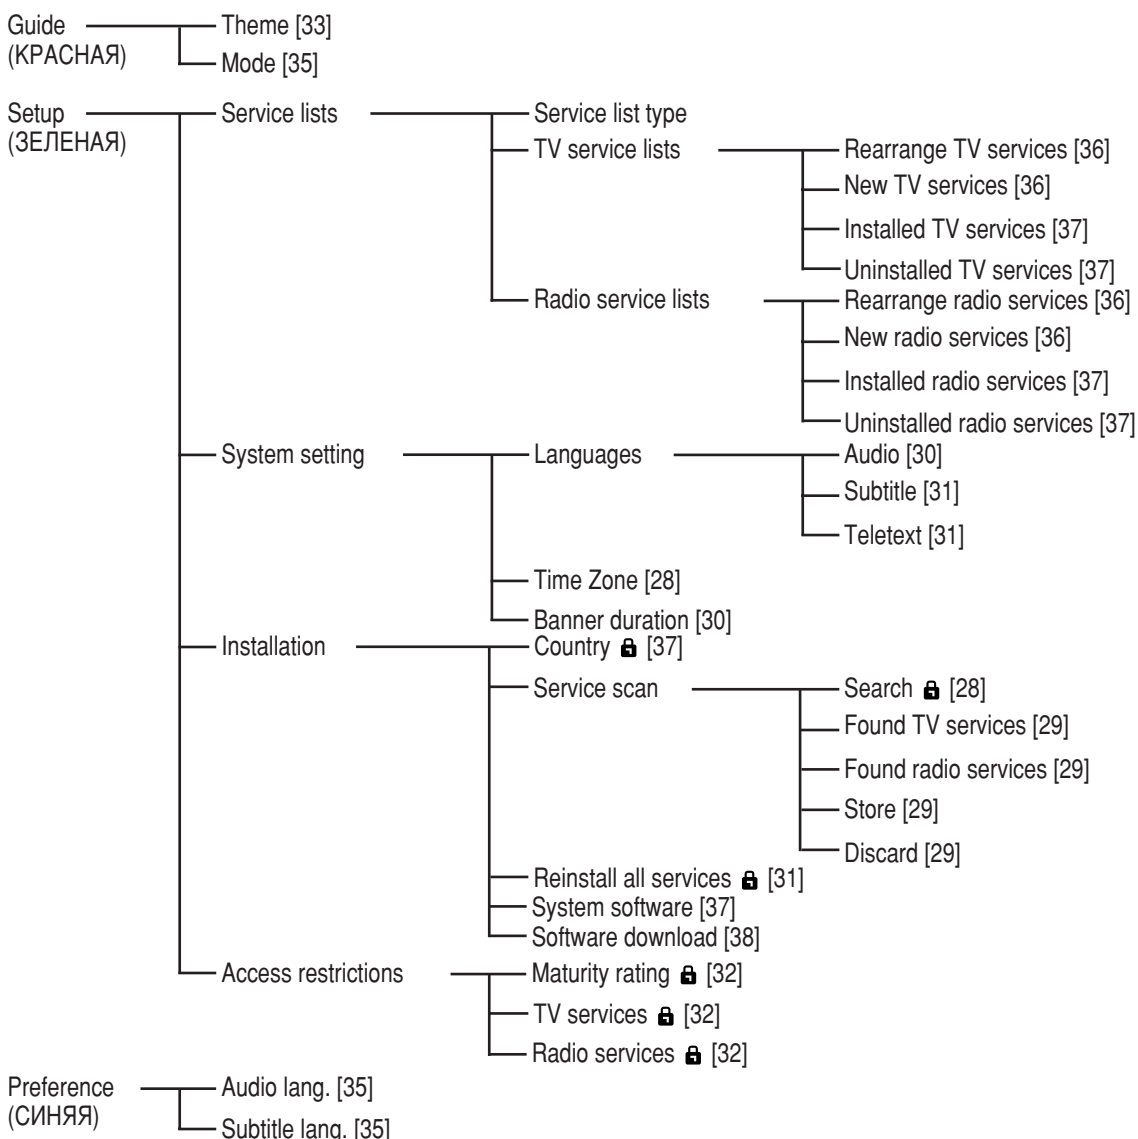 Guide
(КРАСНАЯ)
Theme [33]
Mode [35]
Setup
(ЗЕЛЕНАЯ)
Service lists
Service list type
TV service lists
Rearrange TV services [36]
New TV services [36]
Installed TV services [37]
Uninstalled TV services [37]
Radio service lists
Rearrange radio services [36]
New radio services [36]
Installed radio services [37]
Uninstalled radio services [37]
System setting
Languages
Audio [30]
Subtitle [31]
Teletext [31]
Time Zone [28]
Banner duration [30]
Installation
Country [37]
Service scan
Search [28]
Found TV services [29]
Found radio services [29]
Store [29]
Discard [29]
Reinstall all services [31]
System software [37]
Software download [38]
Access restrictions
Maturity rating [32]
TV services [32]
Radio services [32]
Preference
(СИНЯЯ)
Audio lang. [35]
Subtitle lang. [35]